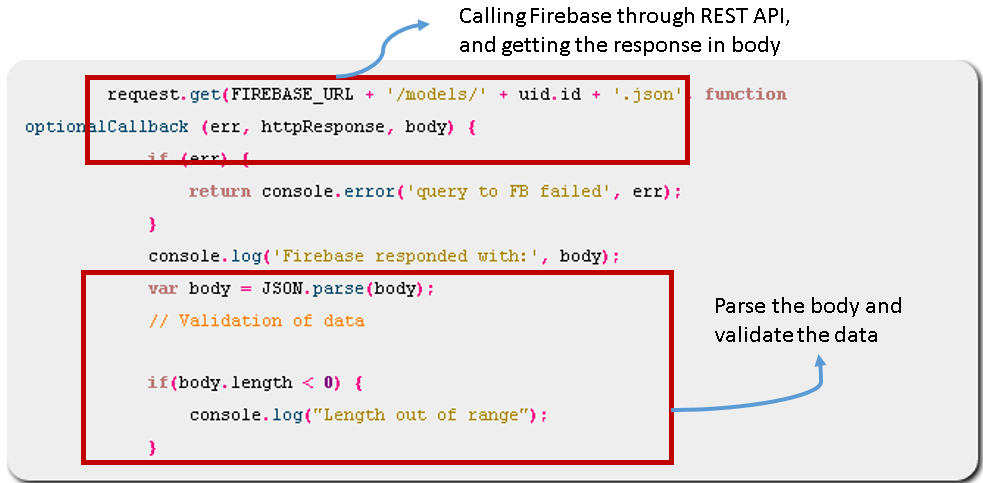 Calling Firebase through REST API,
and getting the response in body
request.get(FIREBASE_URL + '/models/' + uid.id + '.json', function
optionalCallback (err, httpResponse, body) {
if (err) {
return console.error('query to FB failed', err);
}
console.log('Firebase responded with:', body);
var body = JSON.parse(body);
// Validation of data
Parse the body and
validate the data
if(body.length < 0) {
console.log(”Length out of range”);
}